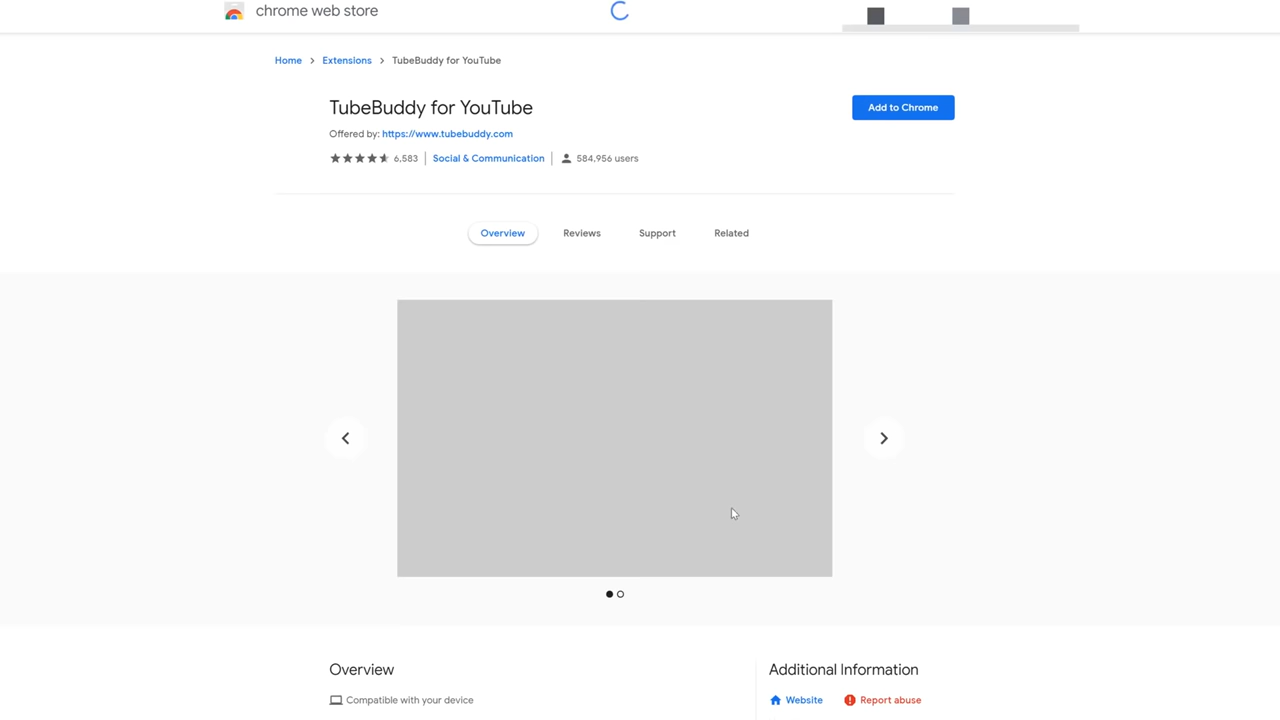 chrome web store
Home > Extensions > TubeBuddy for YouTube
TubeBuddy for YouTube
Add to Chrome
Offered by: https://www.tubebuddy.com
6,583 | Social & Communication | 584,956 users
Overview Reviews Support Related
Overview
Additional Information
Compatible with your device
Website Report abuse